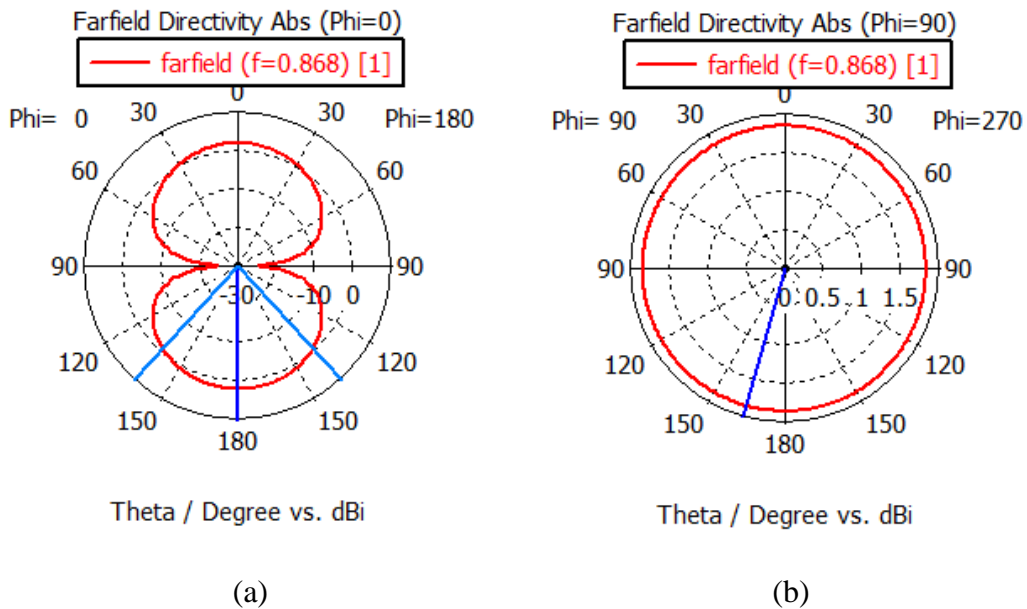 Farfield Directivity Abs (Phi=0)
farfield (f=0.868) [1]
0
Phi= 0 30 30 Phi=180
60 60
90 90
-30 -10 0
120 120
150 150
180
Theta / Degree vs. dBi
(a)
Farfield Directivity Abs (Phi=90)
farfield (f=0.868) [1]
0
Phi= 90 30 30 Phi=270
60 60
90 90
0 0.5 1 1.5
120 120
150 150
180
Theta / Degree vs. dBi
(b)